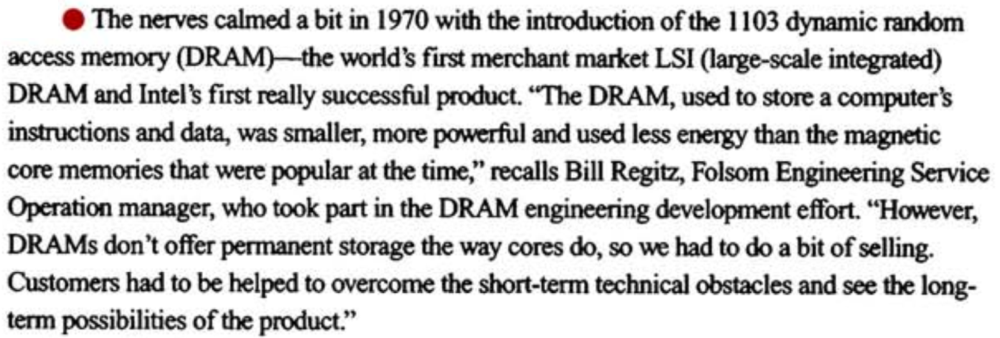 ● The nerves calmed a bit in 1970 with the introduction of the 1103 dynamic random
access memory (DRAM)—the world's first merchant market LSI (large-scale integrated)
DRAM and Intel's first really successful product. “The DRAM, used to store a computer's
instructions and data, was smaller, more powerful and used less energy than the magnetic
core memories that were popular at the time,” recalls Bill Regitz, Folsom Engineering Service
Operation manager, who took part in the DRAM engineering development effort. “However,
DRAMs don't offer permanent storage the way cores do, so we had to do a bit of selling.
Customers had to be helped to overcome the short-term technical obstacles and see the long-
term possibilities of the product.”